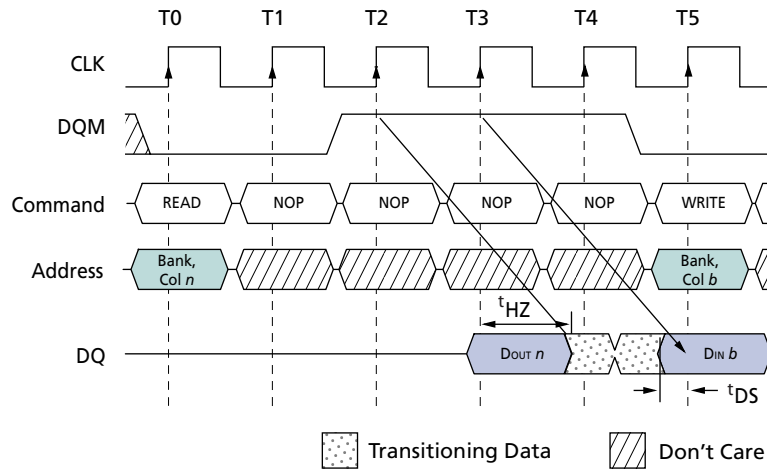 T0 T1 T2 T3 T4 T5
CLK
DQM
Command READ NOP NOP NOP NOP WRITE
Address Bank, Col n Bank, Col b
tHZ
DQ DOUT n DIN b
tDS
Transitioning Data Don't Care